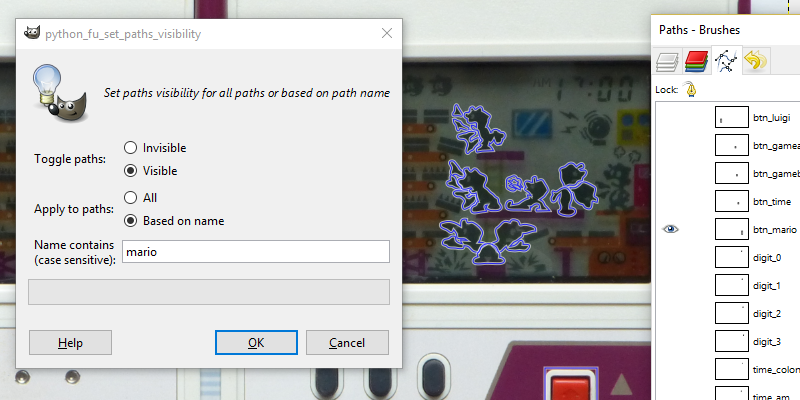 python_fu_set_paths_visibility
Set paths visibility for all paths or based on path name
Toggle paths:
Invisible
Visible
Apply to paths:
All
Based on name
Name contains
(case sensitive):
mario
Help
OK
Cancel
AM 17:00
Paths - Brushes
Lock:
btn_luigi
btn_gamea
btn_gameb
btn_time
btn_mario
digit_0
digit_1
digit_2
digit_3
time_colon
time_am